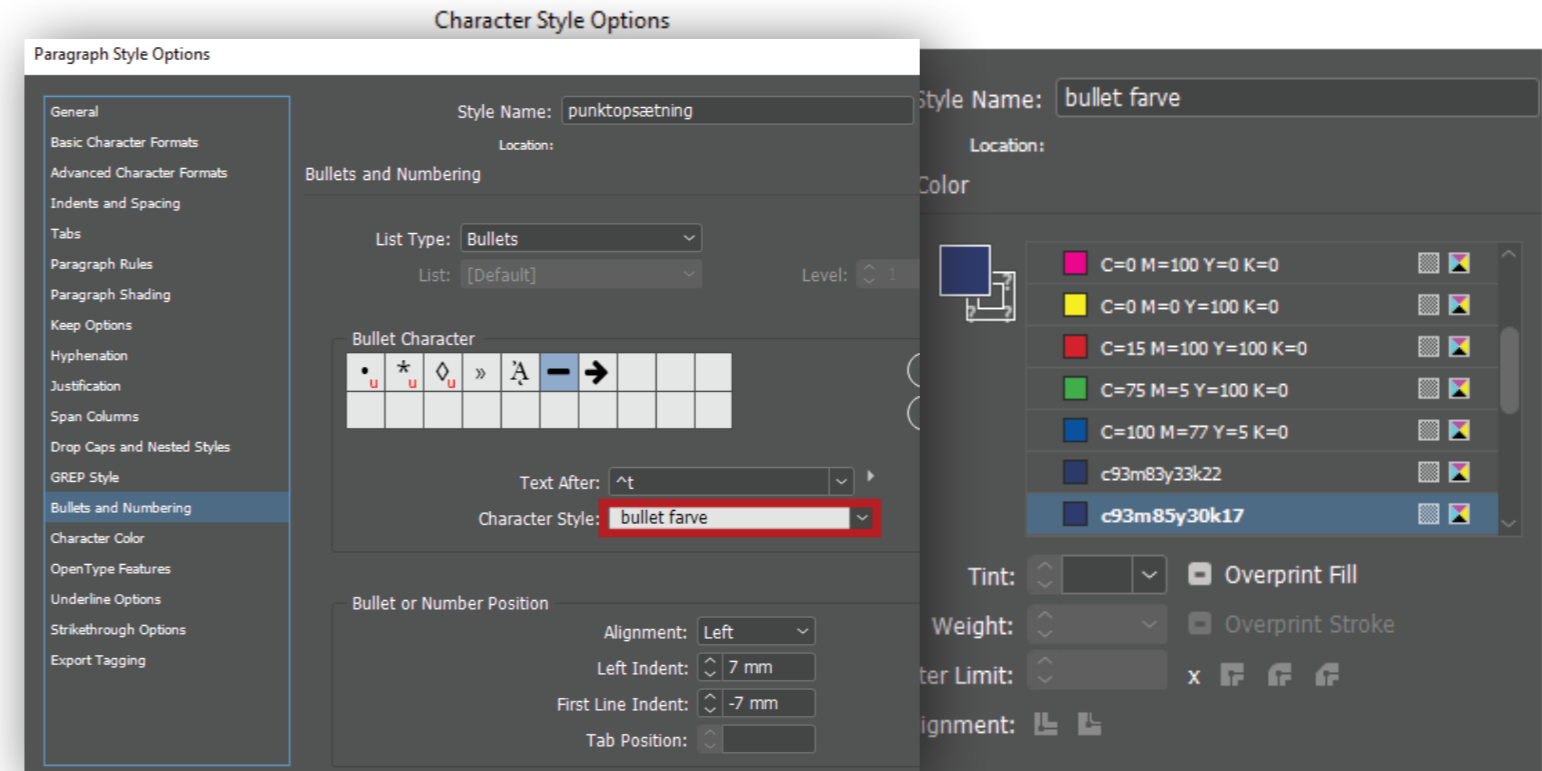 Character Style Options
Paragraph Style Options
General
Basic Character Formats
Advanced Character Formats
Indents and Spacing
Tabs
Paragraph Rules
Paragraph Shading
Keep Options
Hyphenation
Justification
Span Columns
Drop Caps and Nested Styles
GREP Style
Bullets and Numbering
Character Color
OpenType Features
Underline Options
Strikethrough Options
Export Tagging
Style Name: punktopsætning
Location:
Bullets and Numbering
List Type: Bullets
List: [Default] Level: 1
Bullet Character
•u *u ◊u » – →
Text After: ^t
Character Style: bullet farve
Bullet or Number Position
Alignment: Left
Left Indent: 7 mm
First Line Indent: -7 mm
Tab Position:
Style Name: bullet farve
Location:
Color
C=0 M=100 Y=0 K=0
C=0 M=0 Y=100 K=0
C=15 M=100 Y=100 K=0
C=75 M=5 Y=100 K=0
C=100 M=77 Y=5 K=0
c93m83y33k22
c93m85y30k17
Tint: Overprint Fill
Weight: Overprint Stroke
ter Limit: x
ignment: